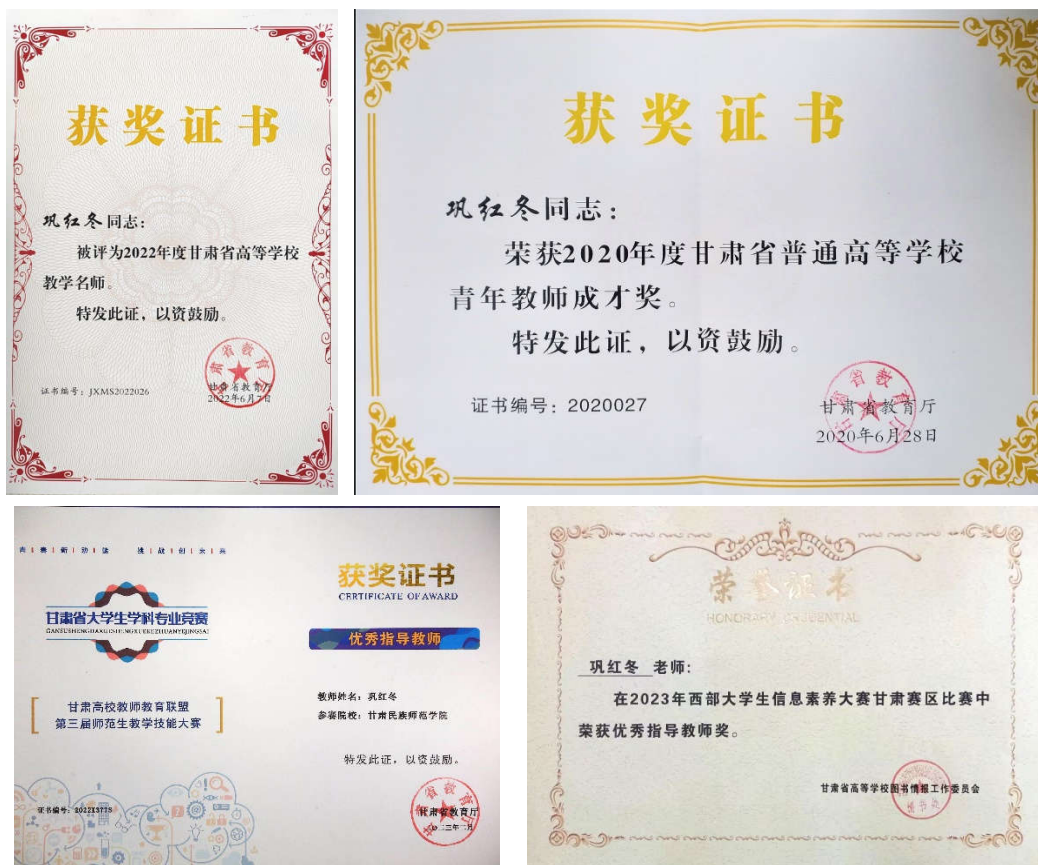 获奖证书
巩红冬同志：
被评为2022年度甘肃省高等学校
教学名师。
特发此证，以资鼓励。
证书编号：JXMS2022026
甘肃省教育厅
2022年6月7日
获奖证书
巩红冬同志：
荣获2020年度甘肃省普通高等学校
青年教师成才奖。
特发此证，以资鼓励。
证书编号：2020027
甘肃省教育厅
2020年6月28日
甘肃省大学生学科专业竞赛
GANSUSHENGDAXUESHENGXUEKEZHUANYEJINGSAI
甘肃高校教师教育联盟
第三届师范生教学技能大赛
证书编号：
获奖证书
CERTIFICATE OF AWARD
优秀指导教师
教师姓名：巩红冬
参赛院校：甘肃民族师范学院
特发此证，以资鼓励。
甘肃省教育厅
荣誉证书
HONORARY CREDENTIAL
巩红冬 老师：
在2023年西部大学生信息素养大赛甘肃赛区比赛中
荣获优秀指导教师奖。
甘肃省高等学校图书情报工作委员会